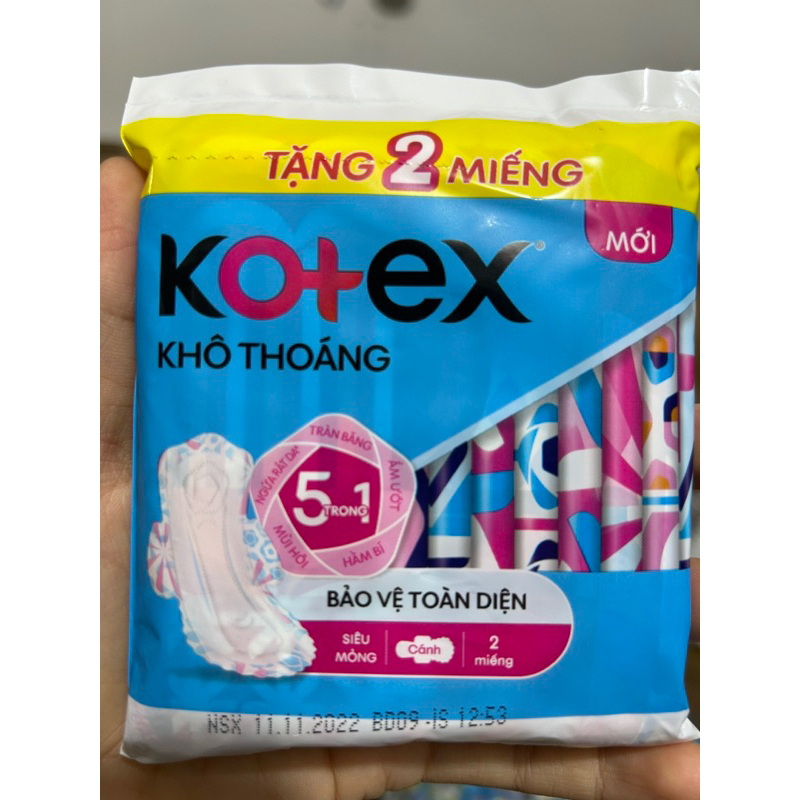 TẶNG 2 MIẾNG
MỚI
Kotex®
KHÔ THOÁNG
TRÀN BĂNG
ẨM ƯỚT
HẦM BÍ
MÙI HÔI
NGỨA RÁT DA*
5 TRONG 1
BẢO VỆ TOÀN DIỆN
SIÊU MỎNG
Cánh
2 miếng
NSX 11.11.2022 BD09-IS 12:53